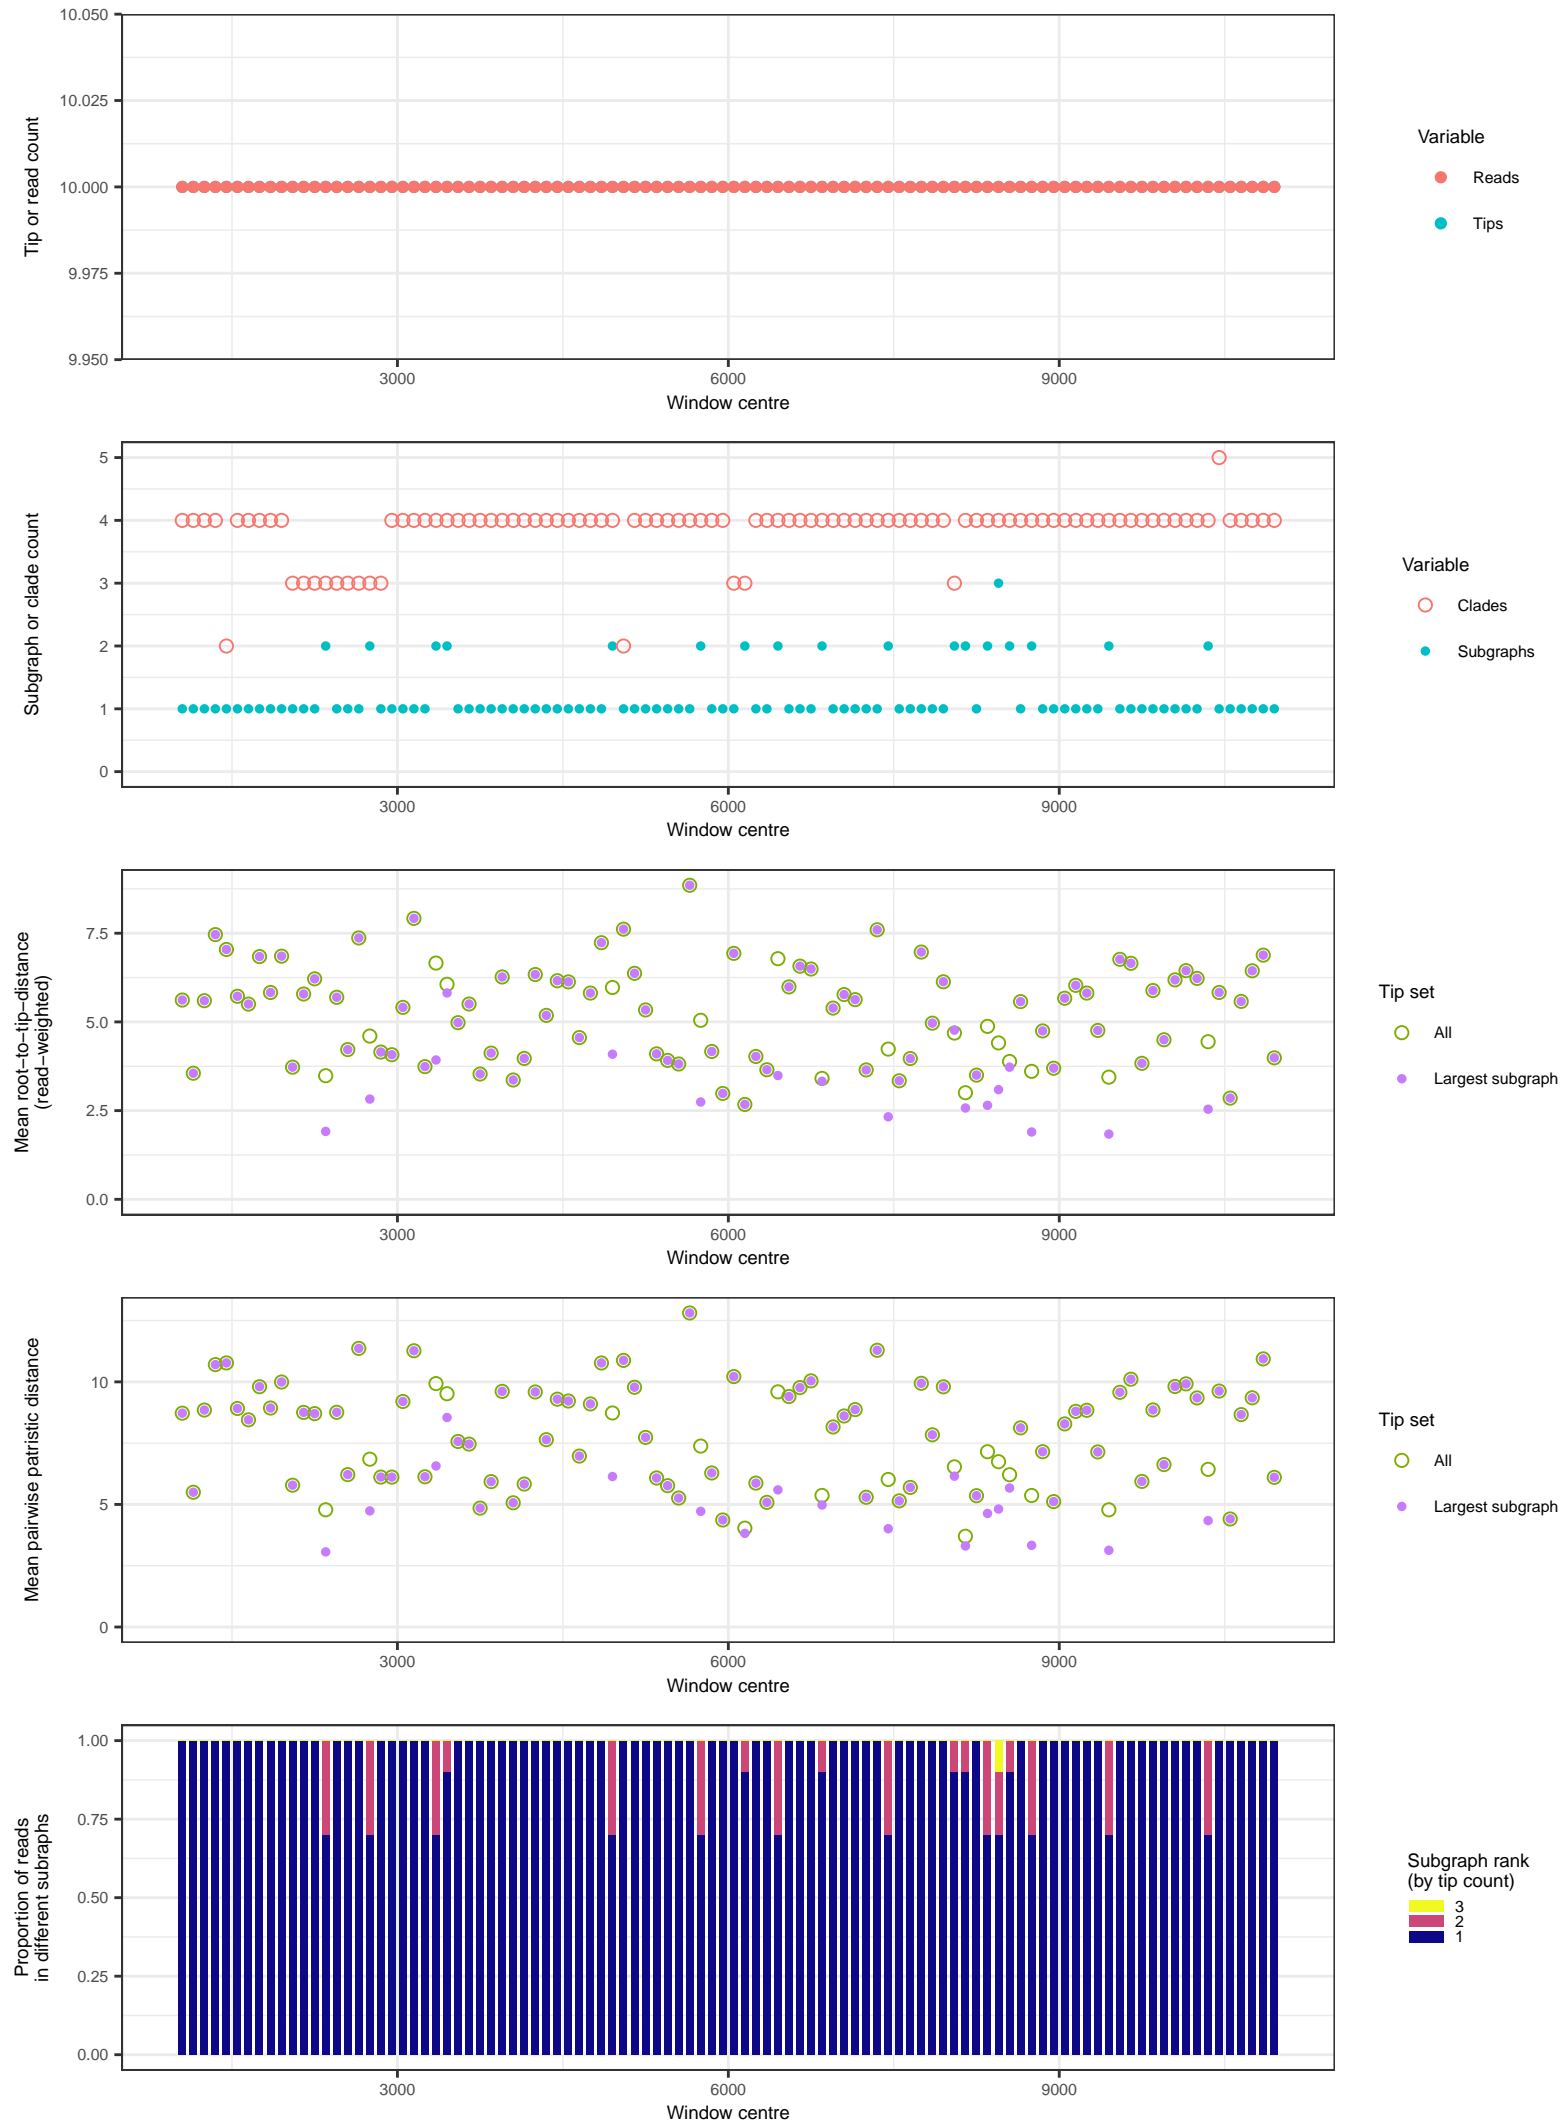 10.050
10.025
10.000
9.975
9.950
Tip or read count
3000
6000
9000
Window centre
Variable
Reads
Tips
5
4
3
2
1
0
Subgraph or clade count
3000
6000
9000
Window centre
Variable
Clades
Subgraphs
7.5
5.0
2.5
0.0
Mean root−to−tip−distance
(read−weighted)
3000
6000
9000
Window centre
Tip set
All
Largest subgraph
10
5
0
Mean pairwise patristic distance
3000
6000
9000
Window centre
Tip set
All
Largest subgraph
1.00
0.75
0.50
0.25
0.00
Proportion of reads
in different subraphs
3000
6000
9000
Window centre
Subgraph rank
(by tip count)
3
2
1